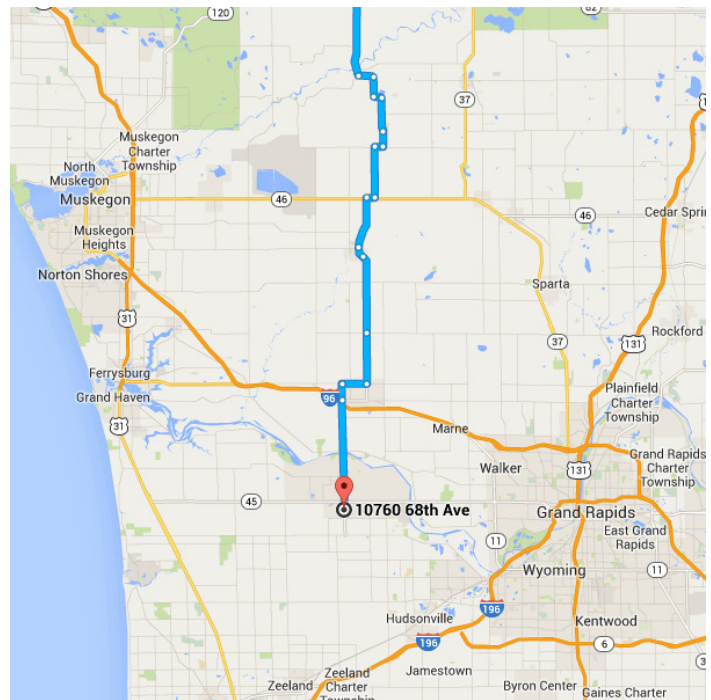 82
120
37
Muskegon
Charter
Township
North
Muskegon
Muskegon
46
46
Cedar Spri
Muskegon
Heights
Norton Shores
Sparta
31
Rockford
37
131
Ferrysburg
Grand Haven
96
Plainfield
Charter
Township
31
Marne
Walker
Grand Rapids
Charter
Township
131
45
10760 68th Ave
Grand Rapids
East Grand
Rapids
11
Wyoming
11
196
Hudsonville
Kentwood
196
6
Jamestown
Zeeland
Zeeland
Charter
Township
Byron Center
Gaines Charter